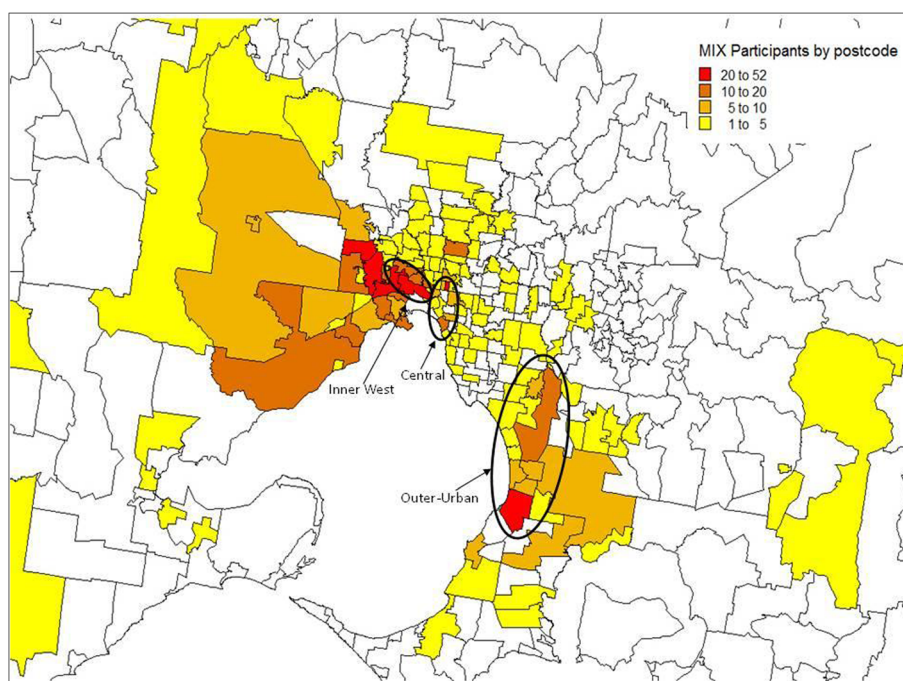 MIX Participants by postcode
20 to 52
10 to 20
5 to 10
1 to 5
Central
Inner West
Outer-Urban